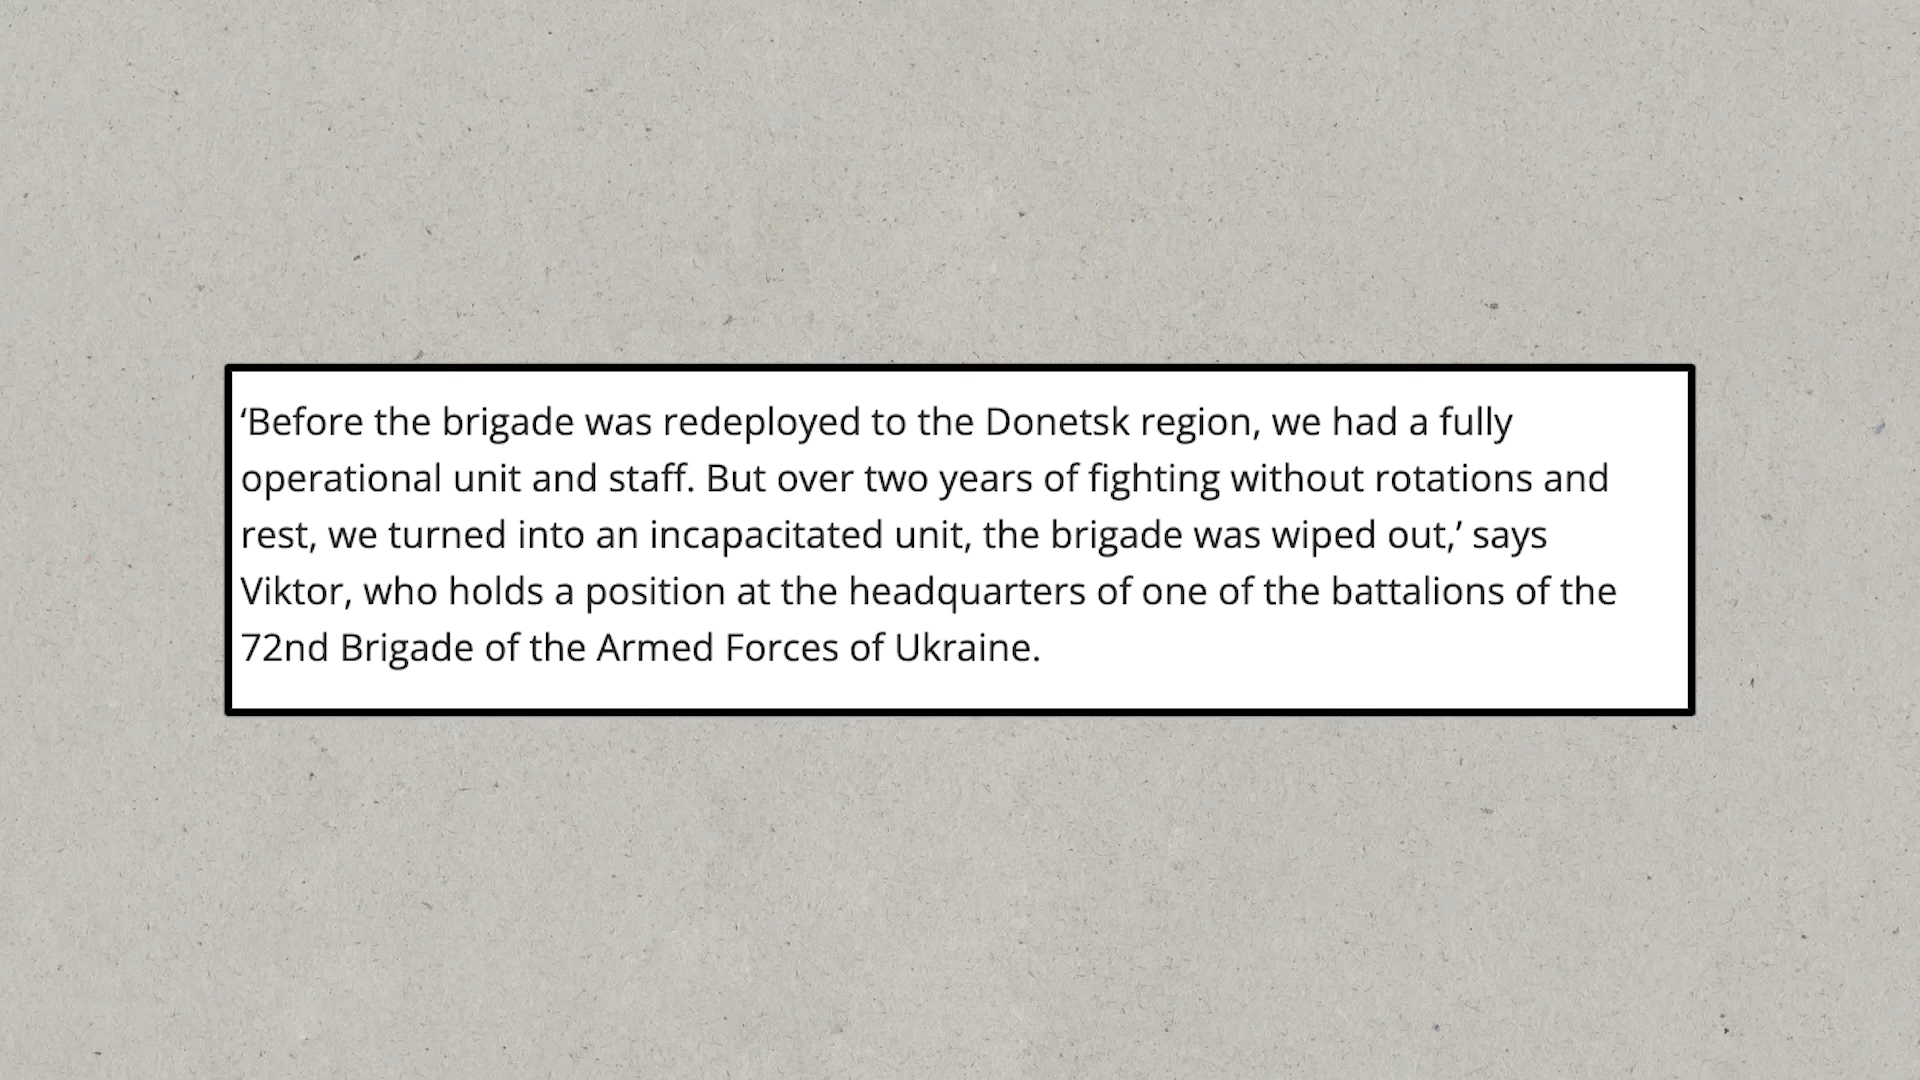 ‘Before the brigade was redeployed to the Donetsk region, we had a fully
operational unit and staff. But over two years of fighting without rotations and
rest, we turned into an incapacitated unit, the brigade was wiped out,’ says
Viktor, who holds a position at the headquarters of one of the battalions of the
72nd Brigade of the Armed Forces of Ukraine.